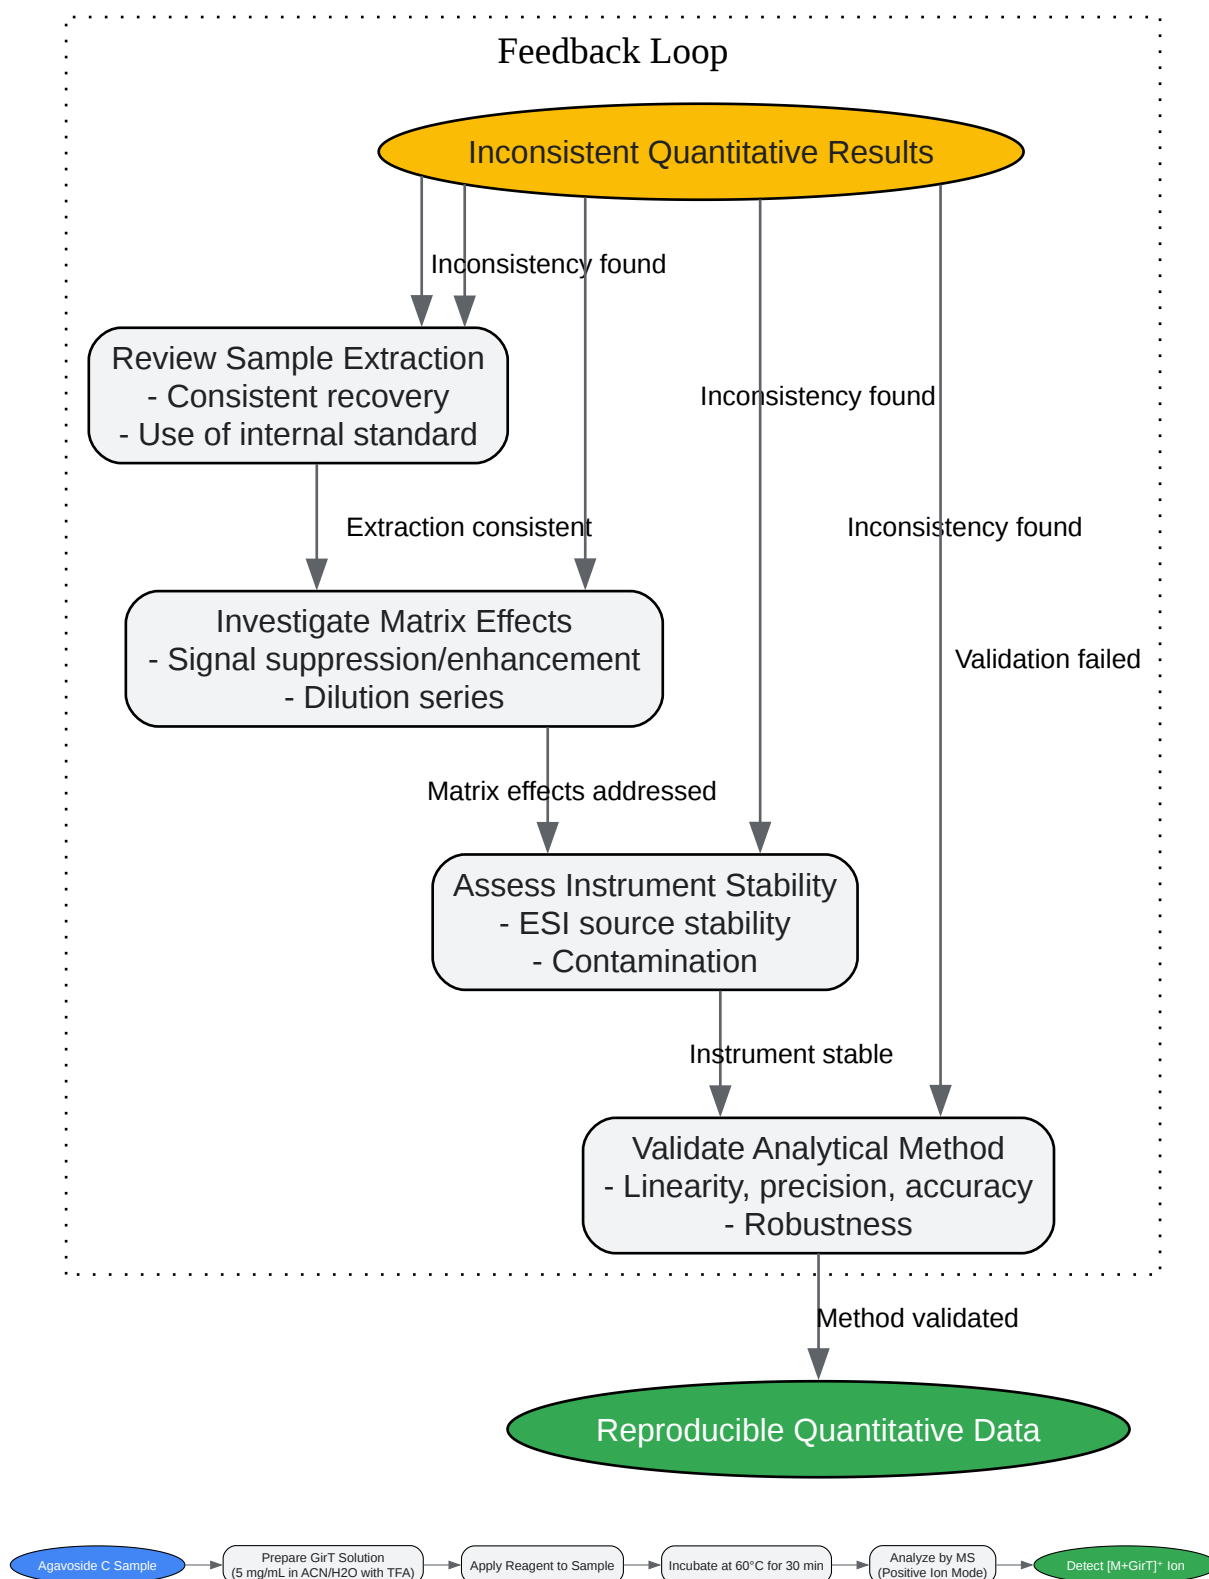 Feedback Loop
Inconsistent Quantitative Results
Inconsistency found
Review Sample Extraction
- Consistent recovery
- Use of internal standard
Inconsistency found
Extraction consistent
Inconsistency found
Investigate Matrix Effects
- Signal suppression/enhancement
- Dilution series
Validation failed
Matrix effects addressed
Assess Instrument Stability
- ESI source stability
- Contamination
Instrument stable
Validate Analytical Method
- Linearity, precision, accuracy
- Robustness
Method validated
Reproducible Quantitative Data
Agavoside C Sample
Prepare GirT Solution
(5 mg/mL in ACN/H2O with TFA)
Apply Reagent to Sample
Incubate at 60°C for 30 min
Analyze by MS
(Positive Ion Mode)
Detect [M+GirT]⁺ Ion